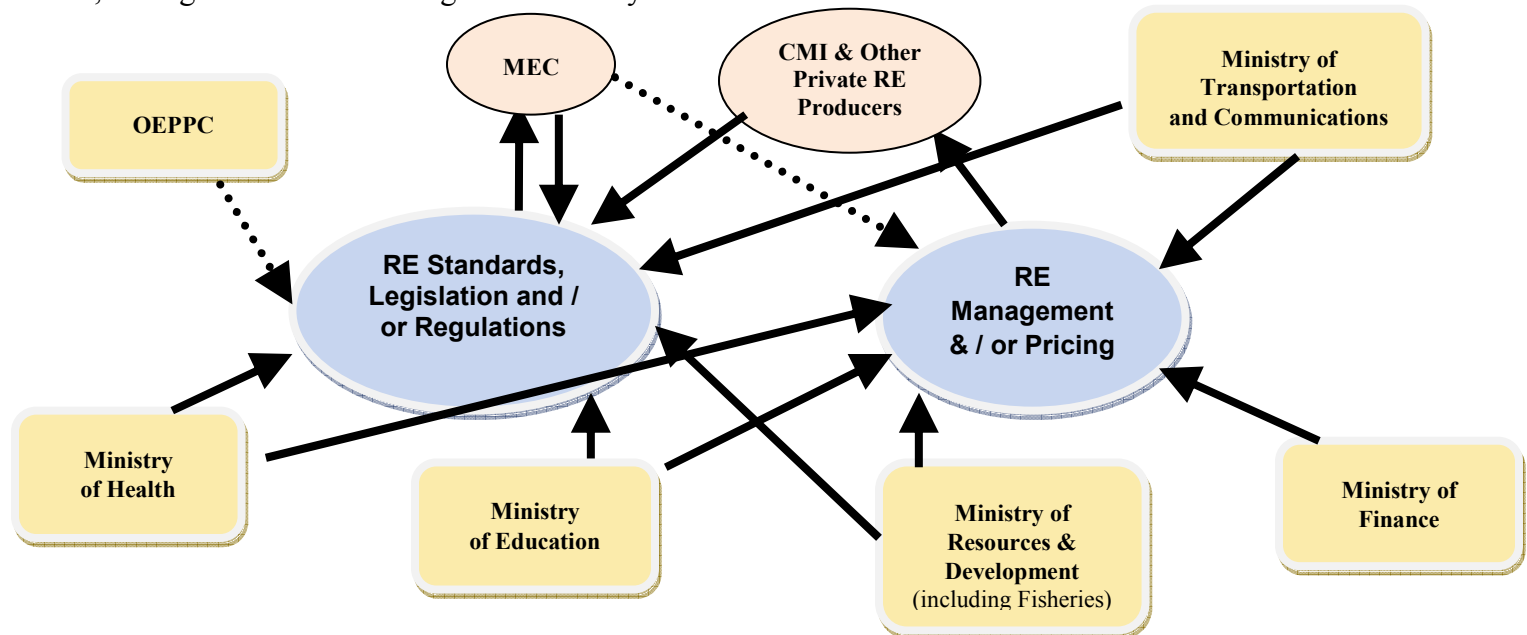 MEC
CMI & Other
Private RE
Producers
Ministry of
Transportation
and Communications
OEPPC
RE Standards,
Legislation and /
or Regulations
RE
Management
& / or Pricing
Ministry
of Health
Ministry
of Education
Ministry of
Resources &
Development
(including Fisheries)
Ministry of
Finance